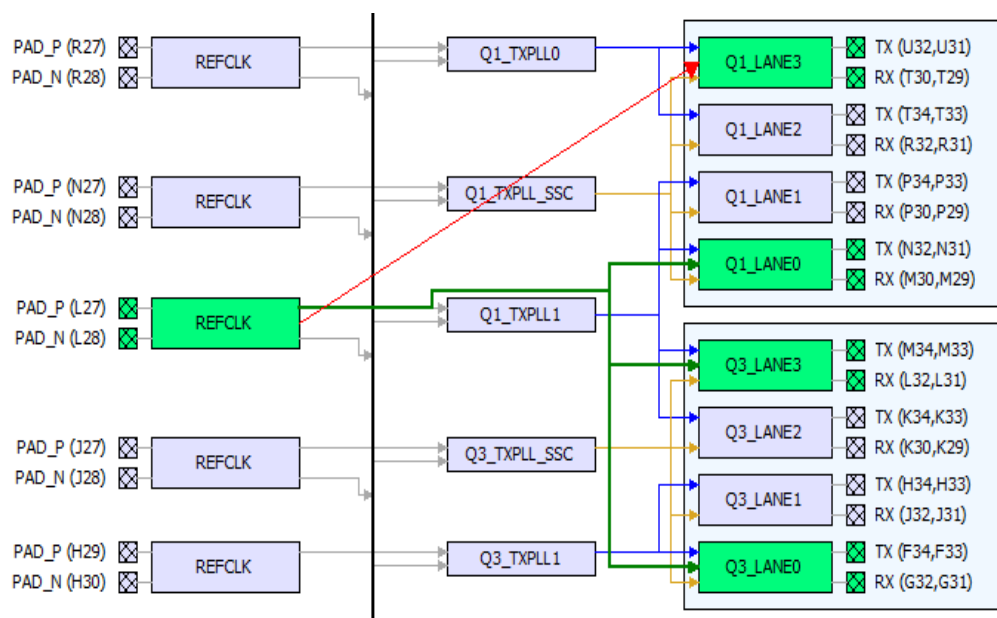 PAD_P (R27)
PAD_N (R28)
REFCLK
Q1_TXPLL0
Q1_LANE3
TX (U32,U31)
RX (T30,T29)
Q1_LANE2
TX (T34,T33)
RX (R32,R31)
PAD_P (N27)
PAD_N (N28)
REFCLK
Q1_TXPLL_SSC
Q1_LANE1
TX (P34,P33)
RX (P30,P29)
Q1_LANE0
TX (N32,N31)
RX (M30,M29)
PAD_P (L27)
PAD_N (L28)
REFCLK
Q1_TXPLL1
Q3_LANE3
TX (M34,M33)
RX (L32,L31)
Q3_LANE2
TX (K34,K33)
RX (K30,K29)
PAD_P (J27)
PAD_N (J28)
REFCLK
Q3_TXPLL_SSC
Q3_LANE1
TX (H34,H33)
RX (J32,J31)
PAD_P (H29)
PAD_N (H30)
REFCLK
Q3_TXPLL1
Q3_LANE0
TX (F34,F33)
RX (G32,G31)